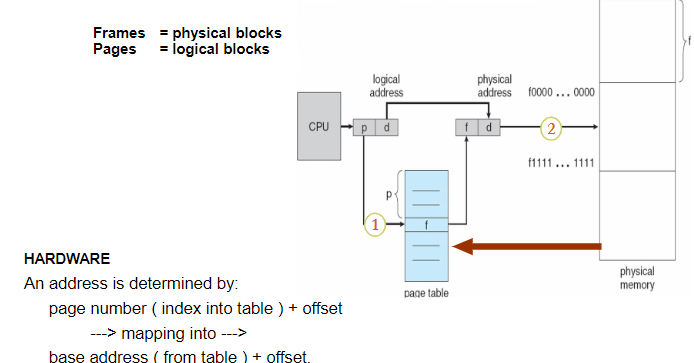 Frames = physical blocks
Pages = logical blocks
logical
address
physical
address
f0000 ... 0000
f
CPU
p d
f d
2
f1111 ... 1111
p
1
f
page table
physical
memory
HARDWARE
An address is determined by:
page number ( index into table ) + offset
---> mapping into --->
base address ( from table ) + offset.